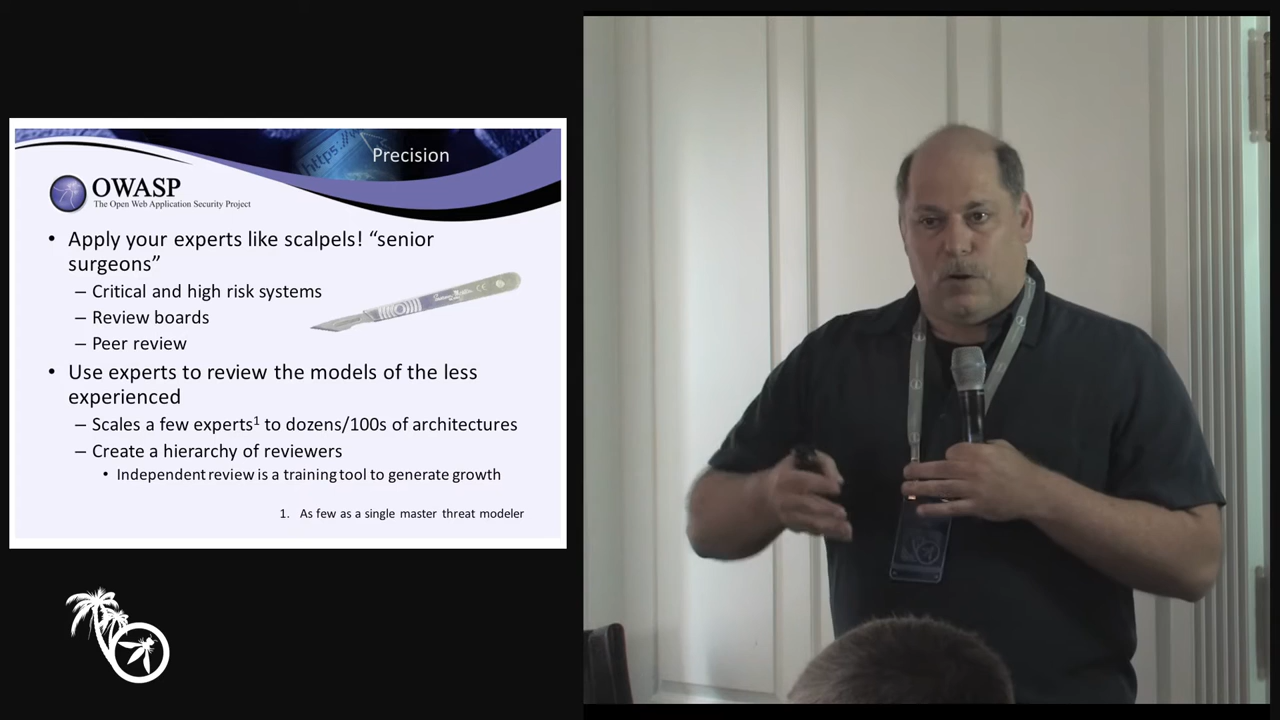 https://
Precision
OWASP
The Open Web Application Security Project
• Apply your experts like scalpels! “senior
surgeons”
– Critical and high risk systems
– Review boards
– Peer review
• Use experts to review the models of the less
experienced
– Scales a few experts¹ to dozens/100s of architectures
– Create a hierarchy of reviewers
• Independent review is a training tool to generate growth
1. As few as a single master threat modeler